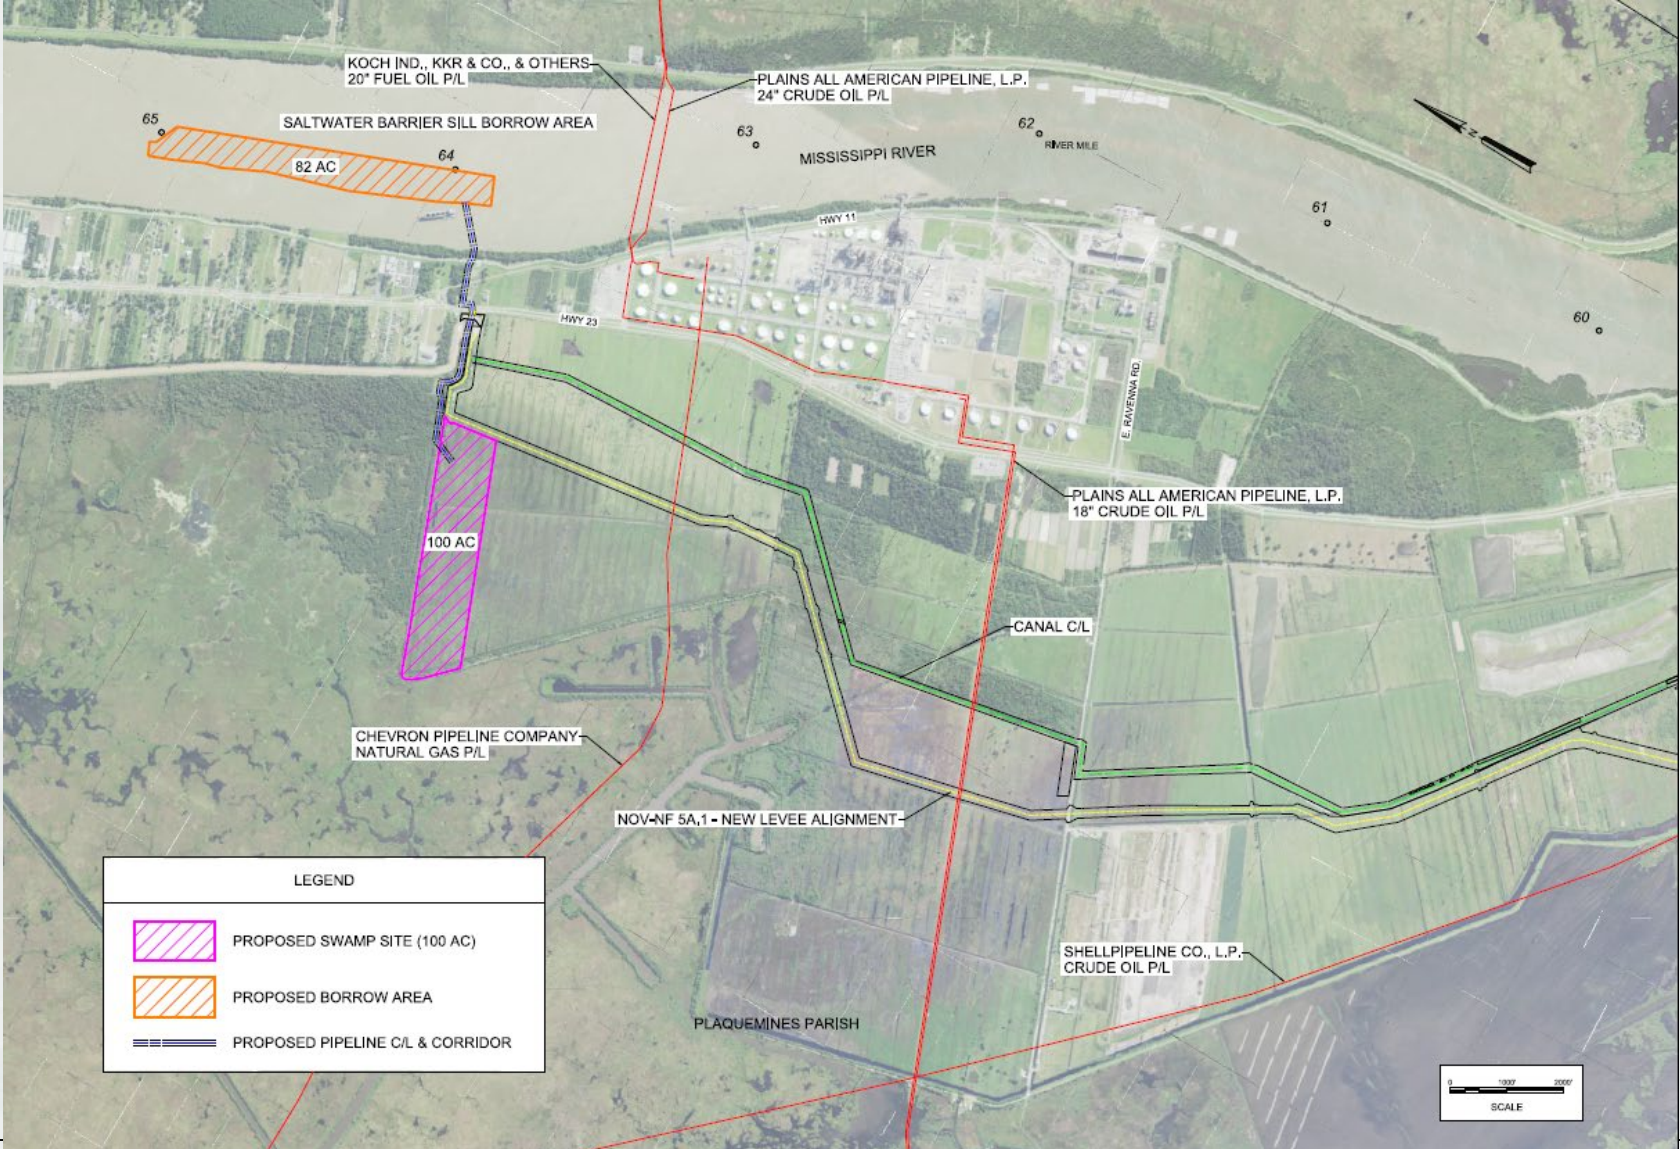 KOCH IND., KKR & CO., & OTHERS
20" FUEL OIL P/L
PLAINS ALL AMERICAN PIPELINE, L.P.
24" CRUDE OIL P/L
65
SALTWATER BARRIER SILL BORROW AREA
63
62
RIVER MILE
N
64
82 AC
MISSISSIPPI RIVER
61
HWY 11
60
HWY 23
E. RAVENNA RD.
PLAINS ALL AMERICAN PIPELINE, L.P.
18" CRUDE OIL P/L
100 AC
CANAL C/L
CHEVRON PIPELINE COMPANY
NATURAL GAS P/L
NOV-NF 5A.1 - NEW LEVEE ALIGNMENT
LEGEND
PROPOSED SWAMP SITE (100 AC)
PROPOSED BORROW AREA
PROPOSED PIPELINE C/L & CORRIDOR
SHELLPIPELINE CO., L.P.
CRUDE OIL P/L
PLAQUEMINES PARISH
0 1000' 2000'
SCALE